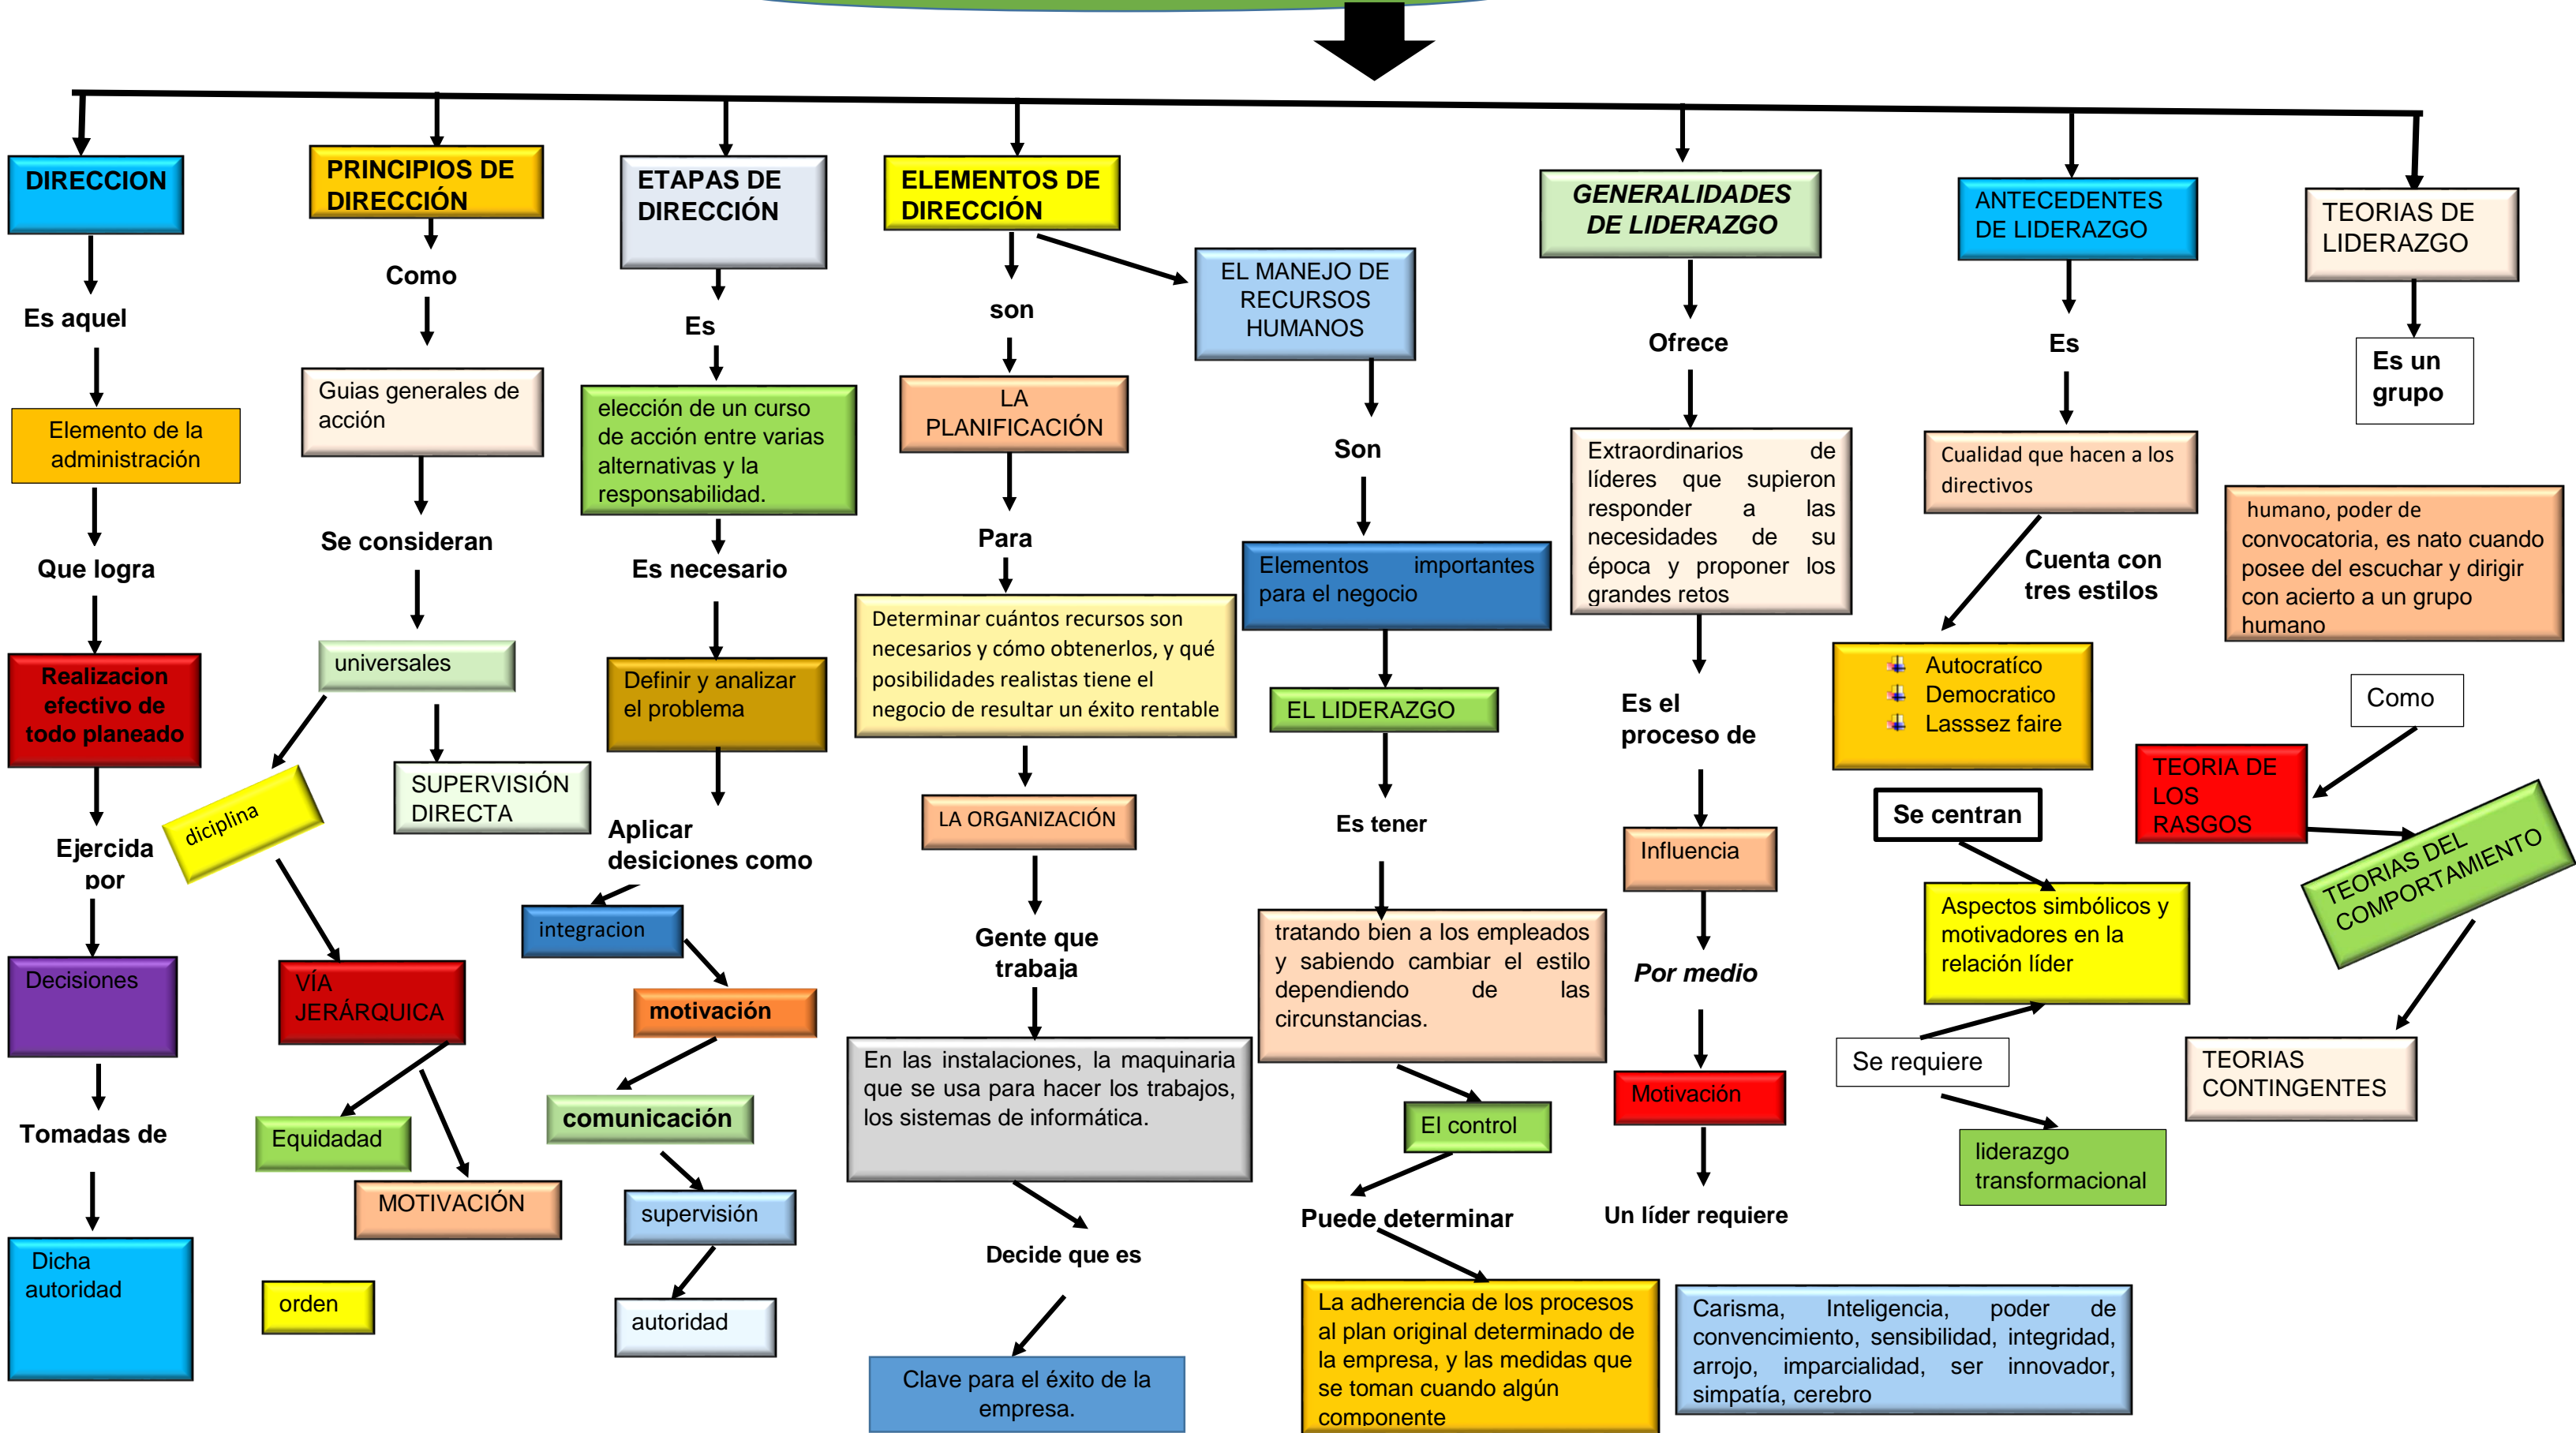 DIRECCION
Es aquel
Elemento de la
administración
Que logra
Realizacion
efectivo de
todo planeado
Ejercida
por
Decisiones
Tomadas de
Dicha
autoridad
PRINCIPIOS DE
DIRECCIÓN
Como
Guias generales de
acción
Se consideran
universales
diciplina
SUPERVISIÓN
DIRECTA
VÍA
JERÁRQUICA
Equidadad
MOTIVACIÓN
orden
ETAPAS DE
DIRECCIÓN
Es
elección de un curso
de acción entre varias
alternativas y la
responsabilidad.
Es necesario
Definir y analizar
el problema
Aplicar
desiciones como
integracion
motivación
comunicación
supervisión
autoridad
ELEMENTOS DE
DIRECCIÓN
son
LA
PLANIFICACIÓN
Para
Determinar cuántos recursos son
necesarios y cómo obtenerlos, y qué
posibilidades realistas tiene el
negocio de resultar un éxito rentable
LA ORGANIZACIÓN
Gente que
trabaja
En las instalaciones, la maquinaria
que se usa para hacer los trabajos,
los sistemas de informática.
Decide que es
Clave para el éxito de la
empresa.
EL MANEJO DE
RECURSOS
HUMANOS
Son
Elementos importantes
para el negocio
EL LIDERAZGO
Es tener
tratando bien a los empleados
y sabiendo cambiar el estilo
dependiendo de las
circunstancias.
El control
Puede determinar
La adherencia de los procesos
al plan original determinado de
la empresa, y las medidas que
se toman cuando algún
componente
GENERALIDADES
DE LIDERAZGO
Ofrece
Extraordinarios de
líderes que supieron
responder a las
necesidades de su
época y proponer los
grandes retos
Es el
proceso de
Influencia
Por medio
Motivación
Un líder requiere
Carisma, Inteligencia, poder de
convencimiento, sensibilidad, integridad,
arrojo, imparcialidad, ser innovador,
simpatía, cerebro
ANTECEDENTES
DE LIDERAZGO
Es
Cualidad que hacen a los
directivos
Cuenta con
tres estilos
Autocratíco
Democratico
Lasssez faire
Se centran
Aspectos simbólicos y
motivadores en la
relación líder
Se requiere
liderazgo
transformacional
TEORIAS DE
LIDERAZGO
Es un
grupo
humano, poder de
convocatoria, es nato cuando
posee del escuchar y dirigir
con acierto a un grupo
humano
Como
TEORIA DE
LOS
RASGOS
TEORIAS DEL
COMPORTAMIENTO
TEORIAS
CONTINGENTES